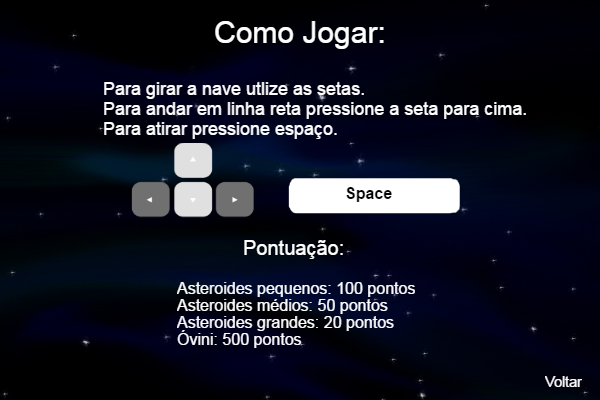 Como Jogar:
Para girar a nave utlize as setas.
Para andar em linha reta pressione a seta para cima.
Para atirar pressione espaço.
Space
Pontuação:
Asteroides pequenos: 100 pontos
Asteroides médios: 50 pontos
Asteroides grandes: 20 pontos
Óvini: 500 pontos
Voltar